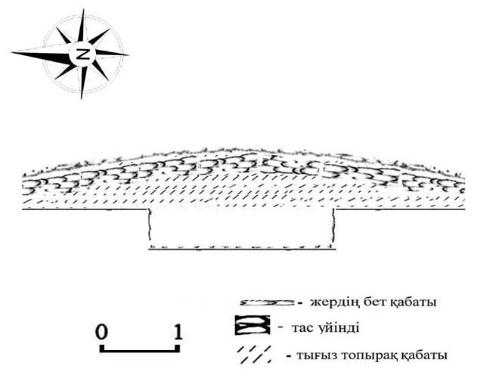 N
- жердің бет қабаты
0 1
- тас үйінді
- тығыз топырақ қабаты